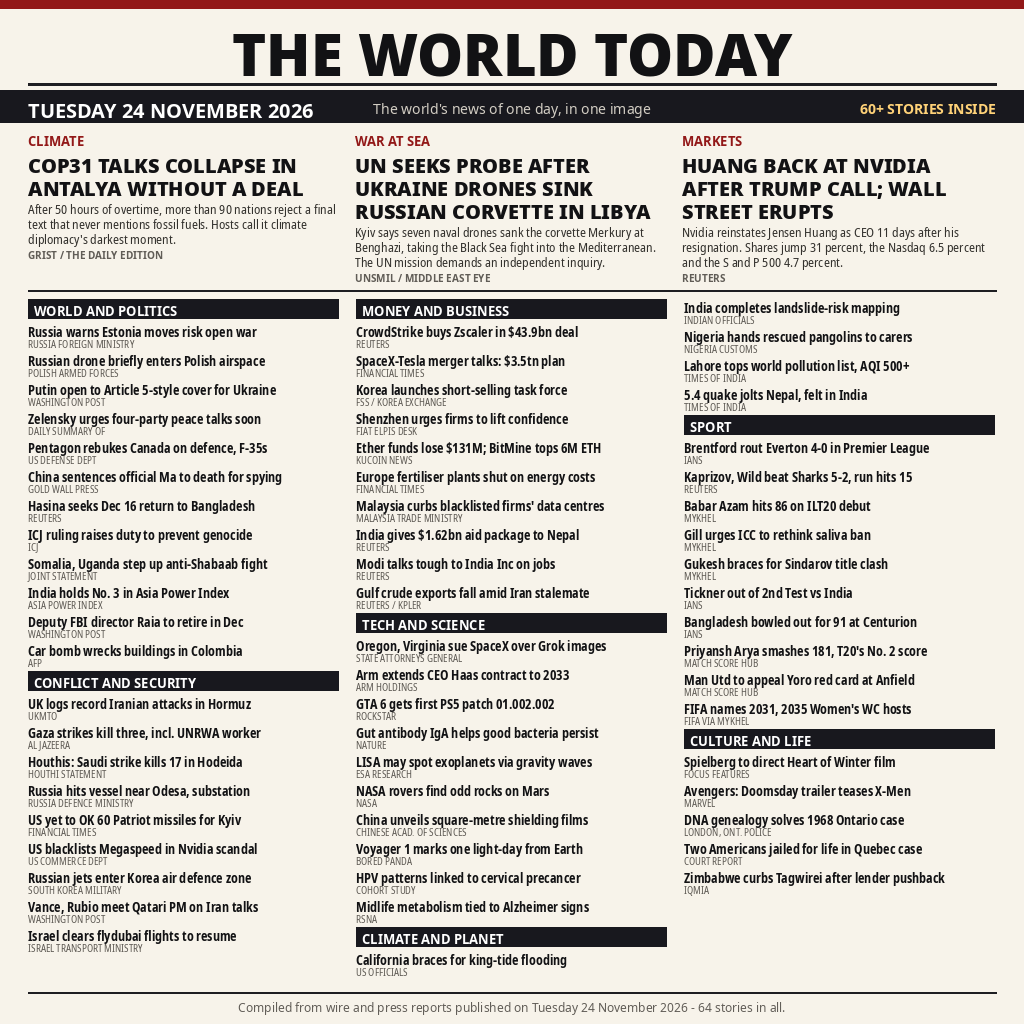 THE WORLD TODAY
TUESDAY 24 NOVEMBER 2026
The world's news of one day, in one image
60+ STORIES INSIDE
CLIMATE
COP31 TALKS COLLAPSE IN
ANTALYA WITHOUT A DEAL
After 50 hours of overtime, more than 90 nations reject a final
text that never mentions fossil fuels. Hosts call it climate
diplomacy's darkest moment.
GRIST / THE DAILY EDITION
WAR AT SEA
UN SEEKS PROBE AFTER
UKRAINE DRONES SINK
RUSSIAN CORVETTE IN LIBYA
Kyiv says seven naval drones sank the corvette Merkury at
Benghazi, taking the Black Sea fight into the Mediterranean.
The UN mission demands an independent inquiry.
UNSMIL / MIDDLE EAST EYE
MARKETS
HUANG BACK AT NVIDIA
AFTER TRUMP CALL; WALL
STREET ERUPTS
Nvidia reinstates Jensen Huang as CEO 11 days after his
resignation. Shares jump 31 percent, the Nasdaq 6.5 percent
and the S and P 500 4.7 percent.
REUTERS
WORLD AND POLITICS
Russia warns Estonia moves risk open war
RUSSIA FOREIGN MINISTRY
Russian drone briefly enters Polish airspace
POLISH ARMED FORCES
Putin open to Article 5-style cover for Ukraine
WASHINGTON POST
Zelensky urges four-party peace talks soon
DAILY SUMMARY OF
Pentagon rebukes Canada on defence, F-35s
US DEFENSE DEPT
China sentences official Ma to death for spying
GOLD WALL PRESS
Hasina seeks Dec 16 return to Bangladesh
REUTERS
ICJ ruling raises duty to prevent genocide
ICJ
Somalia, Uganda step up anti-Shabaab fight
JOINT STATEMENT
India holds No. 3 in Asia Power Index
ASIA POWER INDEX
Deputy FBI director Raia to retire in Dec
WASHINGTON POST
Car bomb wrecks buildings in Colombia
AFP
CONFLICT AND SECURITY
UK logs record Iranian attacks in Hormuz
UKMTO
Gaza strikes kill three, incl. UNRWA worker
AL JAZEERA
Houthis: Saudi strike kills 17 in Hodeida
HOUTHI STATEMENT
Russia hits vessel near Odesa, substation
RUSSIA DEFENCE MINISTRY
US yet to OK 60 Patriot missiles for Kyiv
FINANCIAL TIMES
US blacklists Megaspeed in Nvidia scandal
US COMMERCE DEPT
Russian jets enter Korea air defence zone
SOUTH KOREA MILITARY
Vance, Rubio meet Qatari PM on Iran talks
WASHINGTON POST
Israel clears flydubai flights to resume
ISRAEL TRANSPORT MINISTRY
MONEY AND BUSINESS
CrowdStrike buys Zscaler in $43.9bn deal
REUTERS
SpaceX-Tesla merger talks: $3.5tn plan
FINANCIAL TIMES
Korea launches short-selling task force
FSS / KOREA EXCHANGE
Shenzhen urges firms to lift confidence
FIAT ELPIS DESK
Ether funds lose $131M; BitMine tops 6M ETH
KUCOIN NEWS
Europe fertiliser plants shut on energy costs
FINANCIAL TIMES
Malaysia curbs blacklisted firms' data centres
MALAYSIA TRADE MINISTRY
India gives $1.62bn aid package to Nepal
REUTERS
Modi talks tough to India Inc on jobs
REUTERS
Gulf crude exports fall amid Iran stalemate
REUTERS / KPLER
TECH AND SCIENCE
Oregon, Virginia sue SpaceX over Grok images
STATE ATTORNEYS GENERAL
Arm extends CEO Haas contract to 2033
ARM HOLDINGS
GTA 6 gets first PS5 patch 01.002.002
ROCKSTAR
Gut antibody IgA helps good bacteria persist
NATURE
LISA may spot exoplanets via gravity waves
ESA RESEARCH
NASA rovers find odd rocks on Mars
NASA
China unveils square-metre shielding films
CHINESE ACAD. OF SCIENCES
Voyager 1 marks one light-day from Earth
BORED PANDA
HPV patterns linked to cervical precancer
COHORT STUDY
Midlife metabolism tied to Alzheimer signs
RSNA
CLIMATE AND PLANET
California braces for king-tide flooding
US OFFICIALS
India completes landslide-risk mapping
INDIAN OFFICIALS
Nigeria hands rescued pangolins to carers
NIGERIA CUSTOMS
Lahore tops world pollution list, AQI 500+
TIMES OF INDIA
5.4 quake jolts Nepal, felt in India
TIMES OF INDIA
SPORT
Brentford rout Everton 4-0 in Premier League
IANS
Kaprizov, Wild beat Sharks 5-2, run hits 15
REUTERS
Babar Azam hits 86 on ILT20 debut
MYKHEL
Gill urges ICC to rethink saliva ban
MYKHEL
Gukesh braces for Sindarov title clash
MYKHEL
Tickner out of 2nd Test vs India
IANS
Bangladesh bowled out for 91 at Centurion
IANS
Priyansh Arya smashes 181, T20's No. 2 score
MATCH SCORE HUB
Man Utd to appeal Yoro red card at Anfield
MATCH SCORE HUB
FIFA names 2031, 2035 Women's WC hosts
FIFA VIA MYKHEL
CULTURE AND LIFE
Spielberg to direct Heart of Winter film
FOCUS FEATURES
Avengers: Doomsday trailer teases X-Men
MARVEL
DNA genealogy solves 1968 Ontario case
LONDON, ONT. POLICE
Two Americans jailed for life in Quebec case
COURT REPORT
Zimbabwe curbs Tagwirei after lender pushback
IQMIA
Compiled from wire and press reports published on Tuesday 24 November 2026 - 64 stories in all.